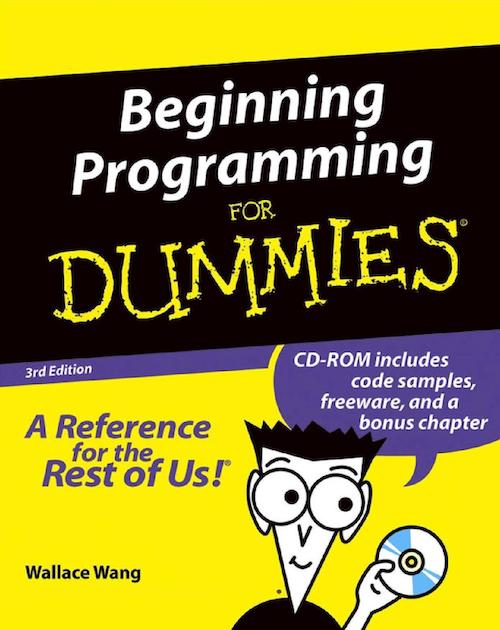 Beginning
Programming
FOR
DUMMIES®
3rd Edition
CD-ROM includes
code samples,
freeware, and a
bonus chapter
A Reference
for the
Rest of Us!®
Wallace Wang